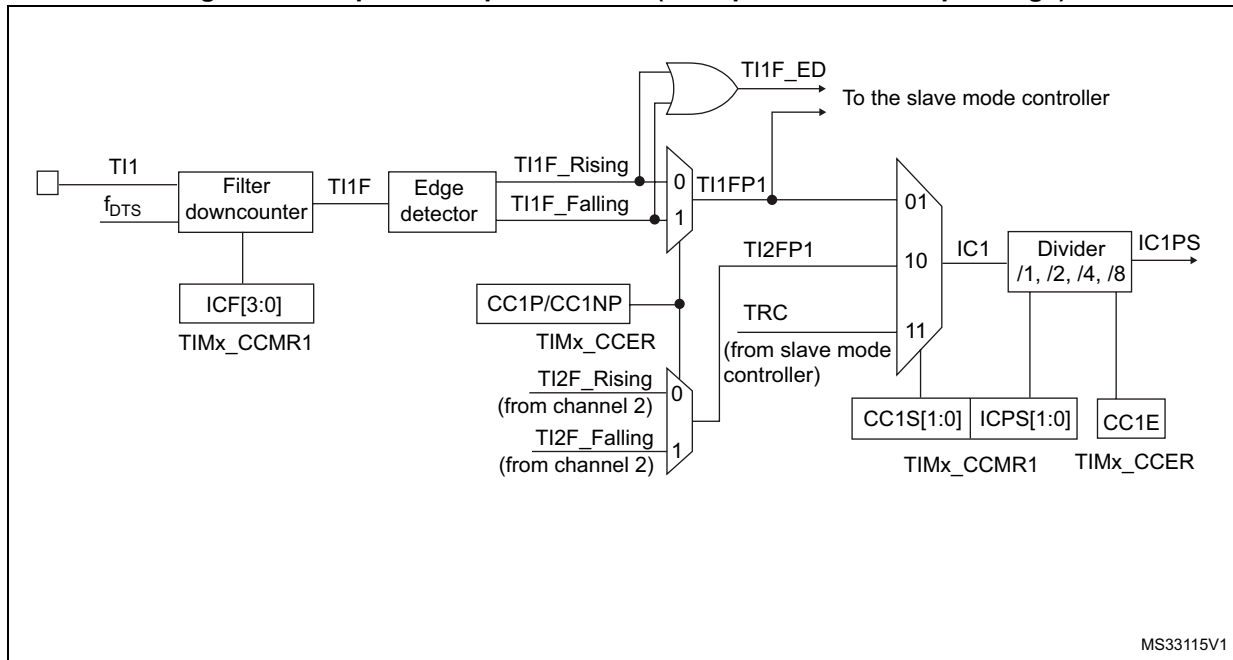 TI1F_ED
To the slave mode controller
TI1
fDTS
Filter
downcounter
TI1F
Edge
detector
TI1F_Rising
TI1F_Falling
0
1
TI1FP1
TI2FP1
01
10
11
IC1
Divider
/1, /2, /4, /8
IC1PS
ICF[3:0]
TIMx_CCMR1
CC1P/CC1NP
TIMx_CCER
TRC
(from slave mode
controller)
TI2F_Rising
(from channel 2)
TI2F_Falling
(from channel 2)
0
1
CC1S[1:0]
ICPS[1:0]
TIMx_CCMR1
CC1E
TIMx_CCER
MS33115V1